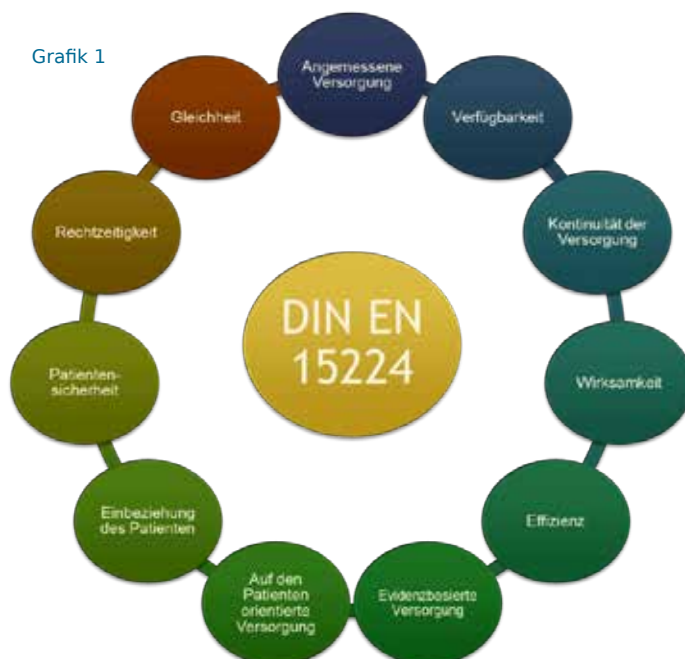 Grafik 1
Angemessene
Versorgung
Verfügbarkeit
Kontinuität der
Versorgung
Wirksamkeit
Effizienz
Evidenzbasierte
Versorgung
Auf den
Patienten
orientierte
Versorgung
Einbeziehung
des Patienten
Patienten-
sicherheit
Rechtzeitigkeit
Gleichheit
DIN EN
15224